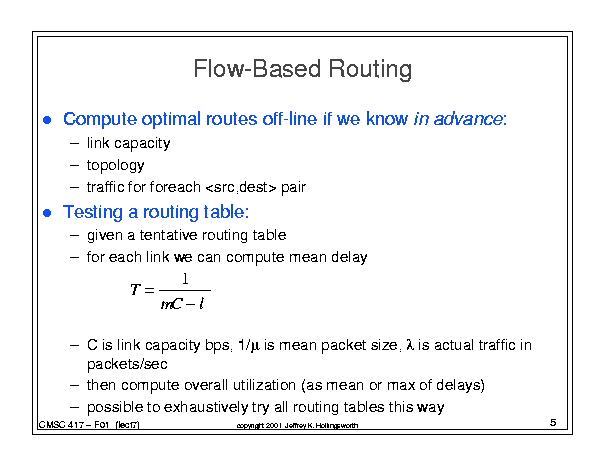 Flow-Based Routing
● Compute optimal routes off-line if we know in advance:
– link capacity
– topology
– traffic for foreach <src,dest> pair
● Testing a routing table:
– given a tentative routing table
– for each link we can compute mean delay
T = 1 / mC − l
– C is link capacity bps, 1/μ is mean packet size, λ is actual traffic in
packets/sec
– then compute overall utilization (as mean or max of delays)
– possible to exhaustively try all routing tables this way
CMSC 417 – F01 (lect7) copyright 2001 Jeffrey K. Hollingsworth 5